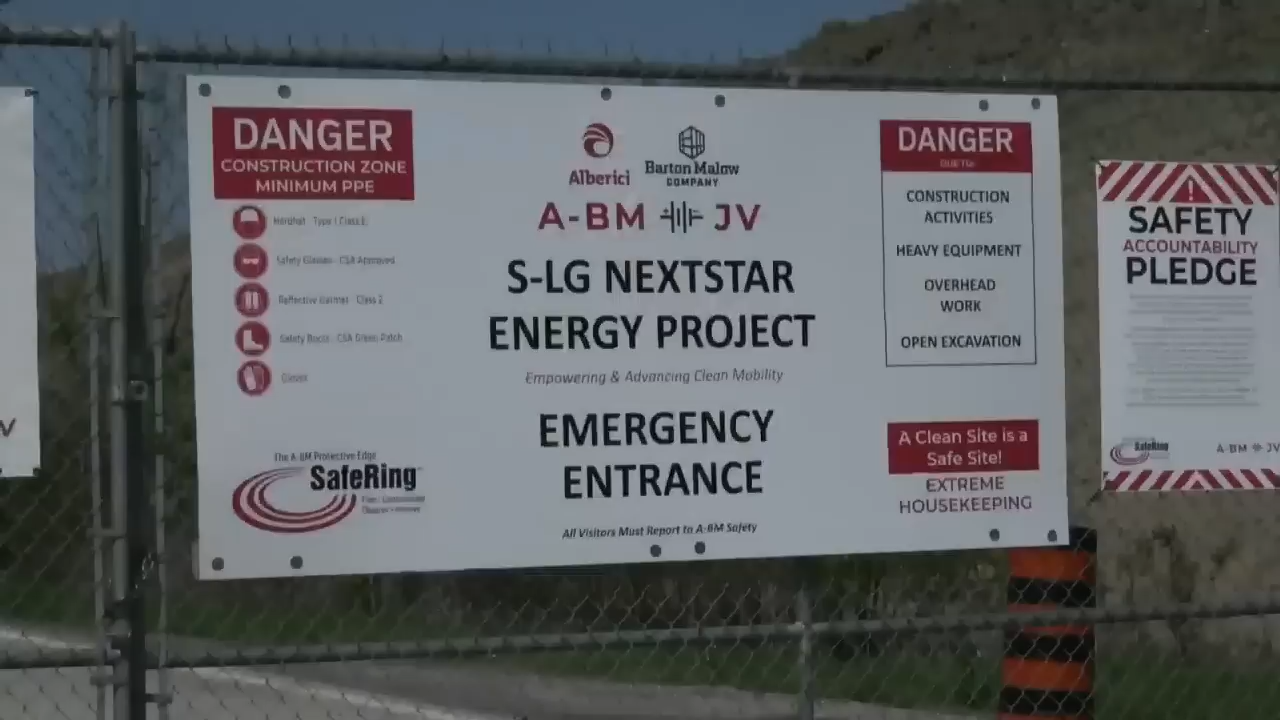 DANGER
CONSTRUCTION ZONE
MINIMUM PPE
Hardhat - Type I Class E
Safety Glasses - CSA Approved
Reflective Garmet - Class 2
Safety Boots - CSA Green Patch
Gloves
The A-BM Protective Edge
SafeRing
Alberici
Barton Malow
COMPANY
A-BM JV
S-LG NEXTSTAR
ENERGY PROJECT
Empowering & Advancing Clean Mobility
EMERGENCY
ENTRANCE
All Visitors Must Report to A-BM Safety
DANGER
DUE TO:
CONSTRUCTION
ACTIVITIES
HEAVY EQUIPMENT
OVERHEAD
WORK
OPEN EXCAVATION
A Clean Site is a
Safe Site!
EXTREME
HOUSEKEEPING
SAFETY
ACCOUNTABILITY
PLEDGE
SafeRing
A-BM JV
V